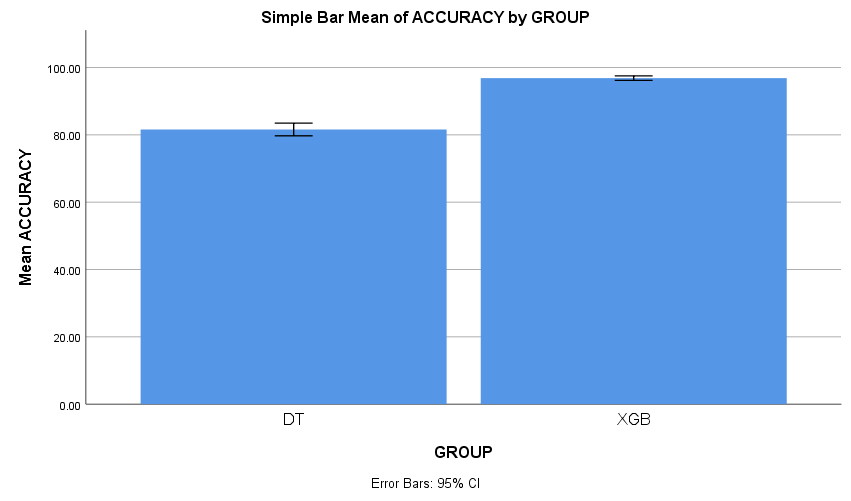 Simple Bar Mean of ACCURACY by GROUP
Mean ACCURACY
100.00
80.00
60.00
40.00
20.00
0.00
DT XGB
GROUP
Error Bars: 95% CI